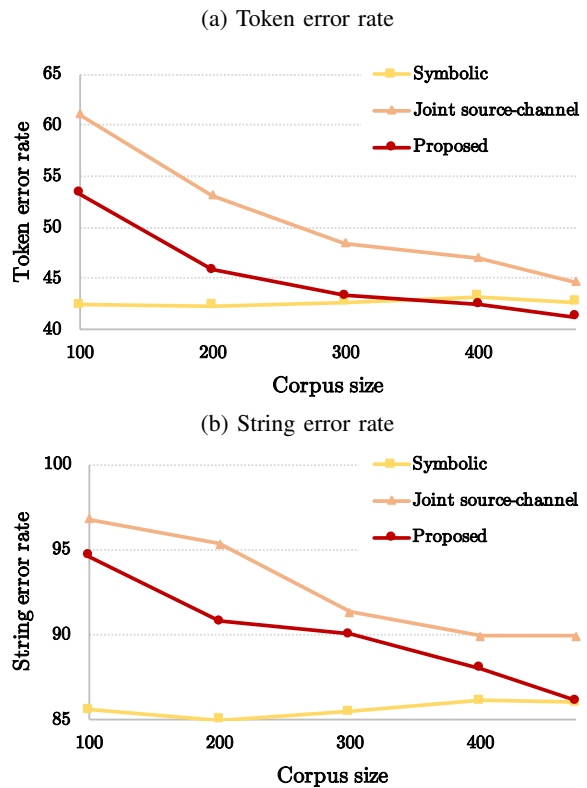 (a) Token error rate
65
60
55
50
45
40
Token error rate
Symbolic
Joint source-channel
Proposed
100 200 300 400
Corpus size
(b) String error rate
100
95
90
85
String error rate
Symbolic
Joint source-channel
Proposed
100 200 300 400
Corpus size